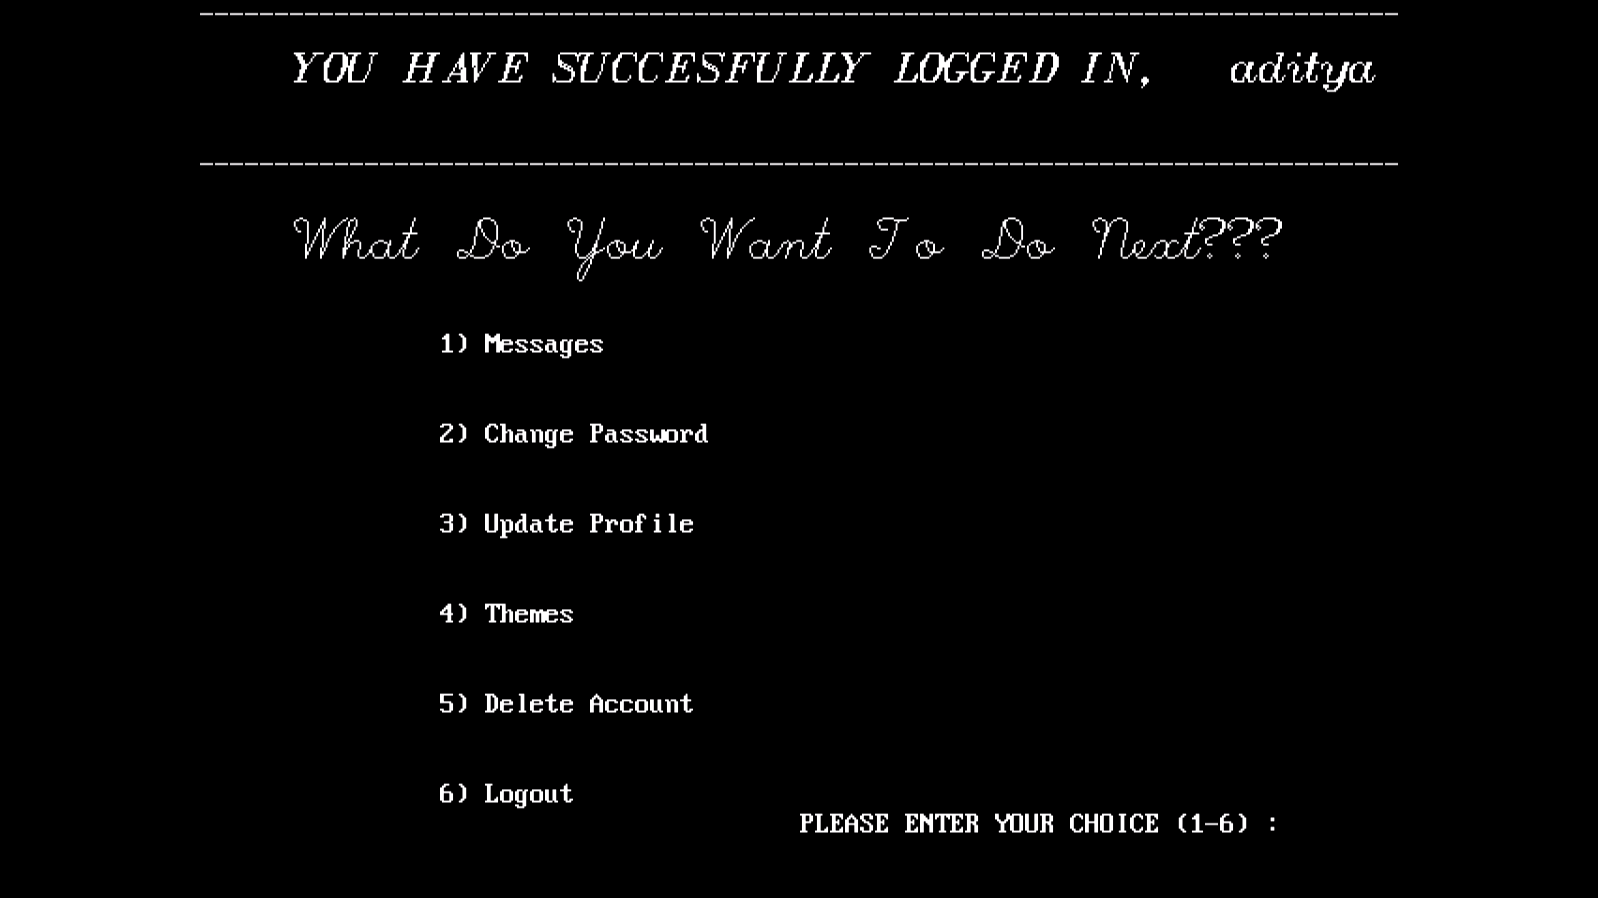 YOU HAVE SUCCESFULLY LOGGED IN, aditya
What Do You Want To Do Next???
1) Messages
2) Change Password
3) Update Profile
4) Themes
5) Delete Account
6) Logout
PLEASE ENTER YOUR CHOICE (1-6) :